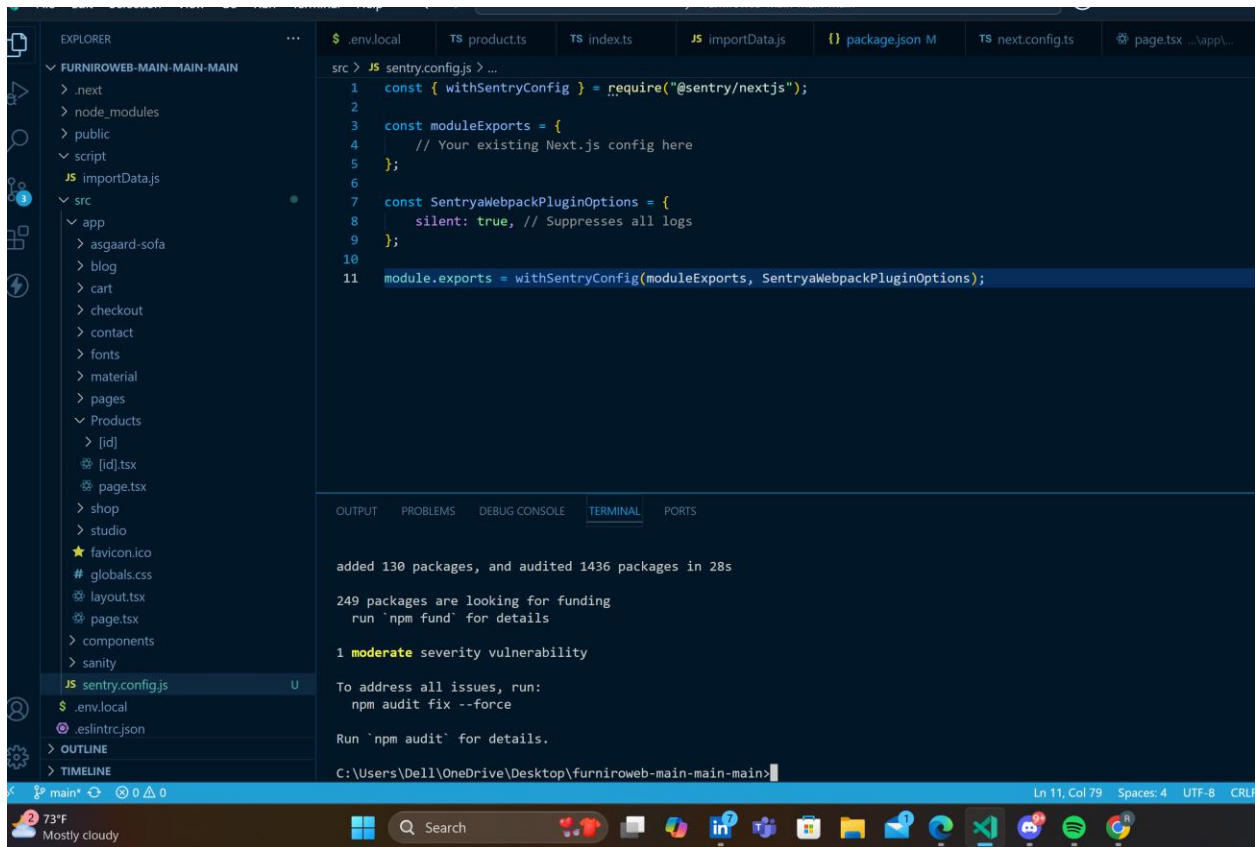 EXPLORER
FURNIROWEB-MAIN-MAIN-MAIN
.next
node_modules
public
script
JS importData.js
src
app
asgaard-sofa
blog
cart
checkout
contact
fonts
material
pages
Products
[id]
[id].tsx
page.tsx
shop
studio
favicon.ico
# globals.css
layout.tsx
page.tsx
components
sanity
JS sentry.config.js U
$ .env.local
.eslintrc.json
OUTLINE
TIMELINE
$ .env.local TS product.ts TS index.ts JS importData.js {} package.json M TS next.config.ts page.tsx ...\app\...
src > JS sentry.config.js > ...
1 const { withSentryConfig } = require("@sentry/nextjs");
2
3 const moduleExports = {
4 // Your existing Next.js config here
5 };
6
7 const SentryaWebpackPluginOptions = {
8 silent: true, // Suppresses all logs
9 };
10
11 module.exports = withSentryConfig(moduleExports, SentryaWebpackPluginOptions);
OUTPUT PROBLEMS DEBUG CONSOLE TERMINAL PORTS
added 130 packages, and audited 1436 packages in 28s
249 packages are looking for funding
run `npm fund` for details
1 moderate severity vulnerability
To address all issues, run:
npm audit fix --force
Run `npm audit` for details.
C:\Users\Dell\OneDrive\Desktop\furniroweb-main-main-main>
3
main* 0 0 Ln 11, Col 79 Spaces: 4 UTF-8 CRLF
2 73°F
Mostly cloudy
Search
in 7
1
9+
R